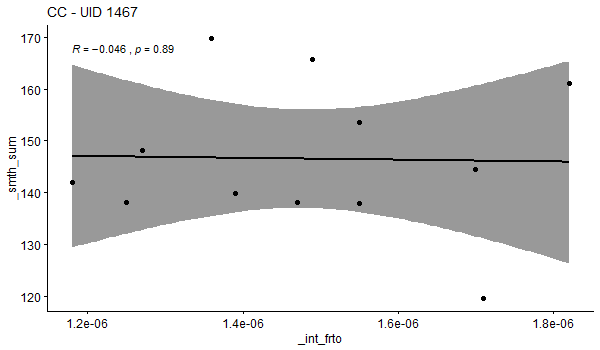 CC - UID 1467
R = −0.046 , p = 0.89
170
160
150
140
130
120
_smth_sum
1.2e-06 1.4e-06 1.6e-06 1.8e-06
_int_frto